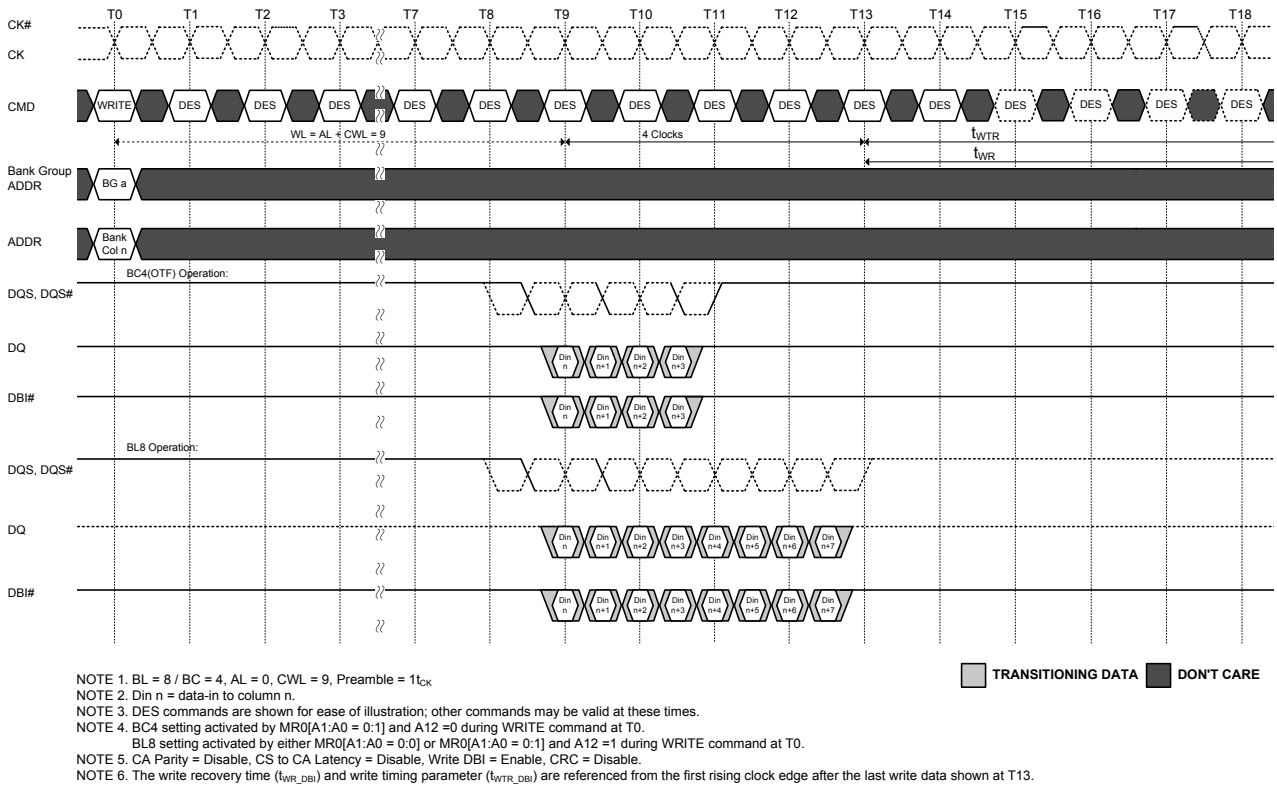 T0 T1 T2 T3 T7 T8 T9 T10 T11 T12 T13 T14 T15 T16 T17 T18
CK#
CK
CMD WRITE DES DES DES DES DES DES DES DES DES DES DES DES DES DES DES
WL = AL + CWL = 9 4 Clocks tWTR
tWR
Bank Group
ADDR BG a
ADDR Bank
Col n
BC4(OTF) Operation:
DQS, DQS#
DQ Din n Din n+1 Din n+2 Din n+3
DBI# Din n Din n+1 Din n+2 Din n+3
BL8 Operation:
DQS, DQS#
DQ Din n Din n+1 Din n+2 Din n+3 Din n+4 Din n+5 Din n+6 Din n+7
DBI# Din n Din n+1 Din n+2 Din n+3 Din n+4 Din n+5 Din n+6 Din n+7
TRANSITIONING DATA DON'T CARE
NOTE 1. BL = 8 / BC = 4, AL = 0, CWL = 9, Preamble = 1tCK
NOTE 2. Din n = data-in to column n.
NOTE 3. DES commands are shown for ease of illustration; other commands may be valid at these times.
NOTE 4. BC4 setting activated by MR0[A1:A0 = 0:1] and A12 =0 during WRITE command at T0.
BL8 setting activated by either MR0[A1:A0 = 0:0] or MR0[A1:A0 = 0:1] and A12 =1 during WRITE command at T0.
NOTE 5. CA Parity = Disable, CS to CA Latency = Disable, Write DBI = Enable, CRC = Disable.
NOTE 6. The write recovery time (tWR_DBI) and write timing parameter (tWTR_DBI) are referenced from the first rising clock edge after the last write data shown at T13.